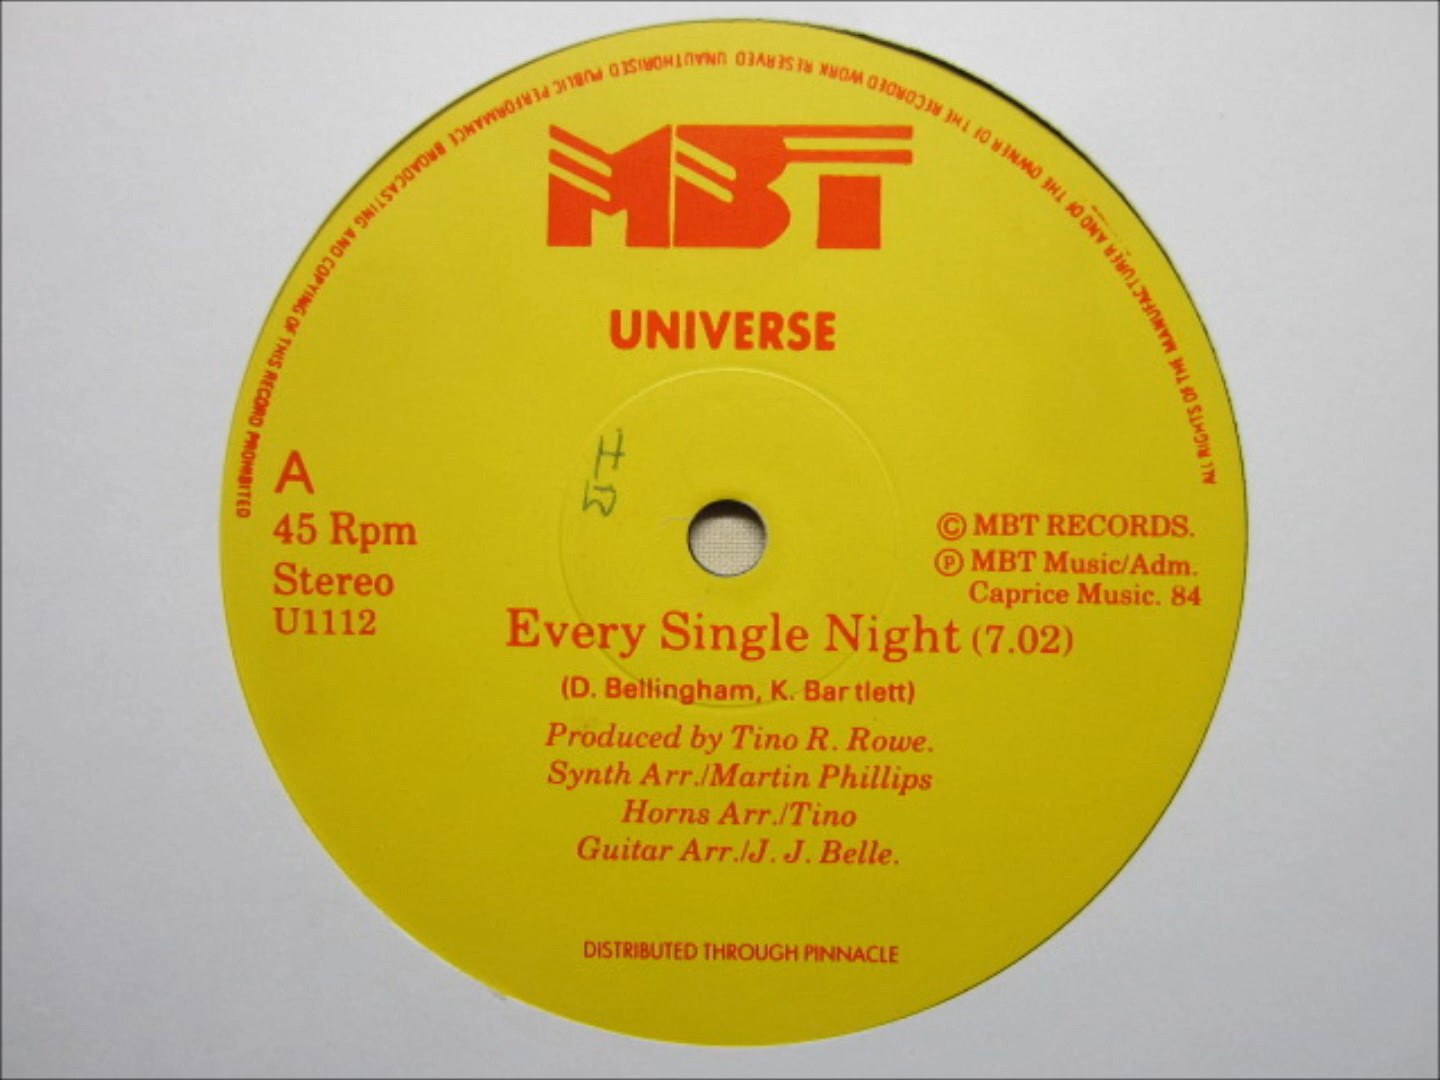 ALL RIGHTS OF THE MANUFACTURER AND OF THE OWNER OF THE RECORDED WORK RESERVED UNAUTHORISED PUBLIC PERFORMANCE BROADCASTING AND COPYING OF THIS RECORD PROHIBITED
MBT
UNIVERSE
A
45 Rpm
Stereo
U1112
© MBT RECORDS.
℗ MBT Music/Adm.
Caprice Music. 84
Every Single Night (7.02)
(D. Bellingham, K. Bartlett)
Produced by Tino R. Rowe.
Synth Arr./Martin Phillips
Horns Arr./Tino
Guitar Arr./J. J. Belle.
DISTRIBUTED THROUGH PINNACLE